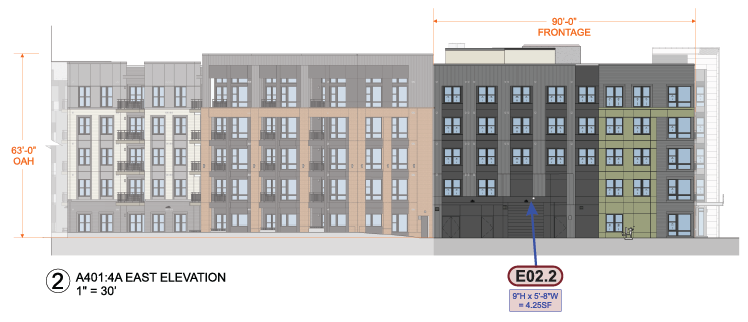 90'-0"
FRONTAGE
63'-0"
OAH
2
A401:4A EAST ELEVATION
1" = 30'
E02.2
9"H x 5'-8"W
= 4.25SF